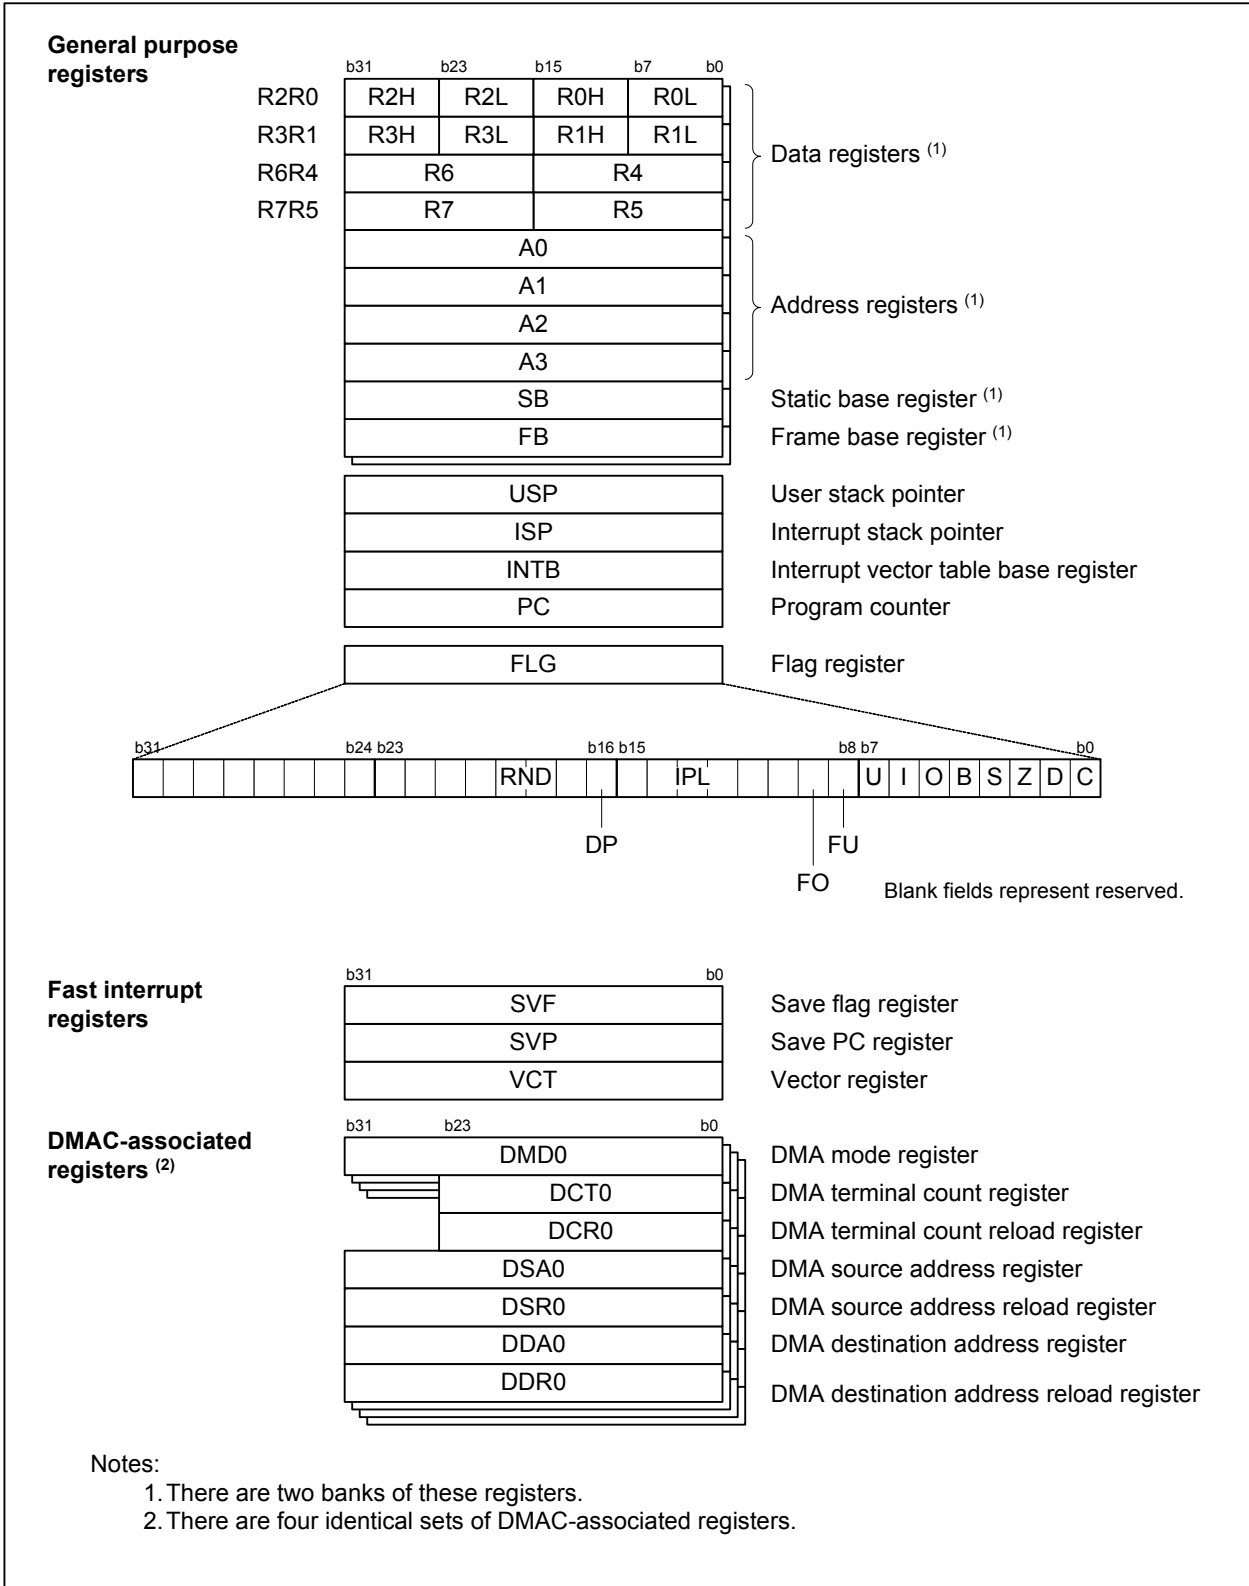 General purpose
registers
b31 b23 b15 b7 b0
R2R0 R2H R2L R0H R0L
R3R1 R3H R3L R1H R1L
Data registers (1)
R6R4 R6 R4
R7R5 R7 R5
A0
A1
Address registers (1)
A2
A3
SB Static base register (1)
FB Frame base register (1)
USP User stack pointer
ISP Interrupt stack pointer
INTB Interrupt vector table base register
PC Program counter
FLG Flag register
b31 b24 b23 b16 b15 b8 b7 b0
RND IPL U I O B S Z D C
DP FU
FO
Blank fields represent reserved.
Fast interrupt
registers
b31 b0
SVF Save flag register
SVP Save PC register
VCT Vector register
DMAC-associated
registers (2)
b31 b23 b0
DMD0 DMA mode register
DCT0 DMA terminal count register
DCR0 DMA terminal count reload register
DSA0 DMA source address register
DSR0 DMA source address reload register
DDA0 DMA destination address register
DDR0 DMA destination address reload register
Notes:
1. There are two banks of these registers.
2. There are four identical sets of DMAC-associated registers.